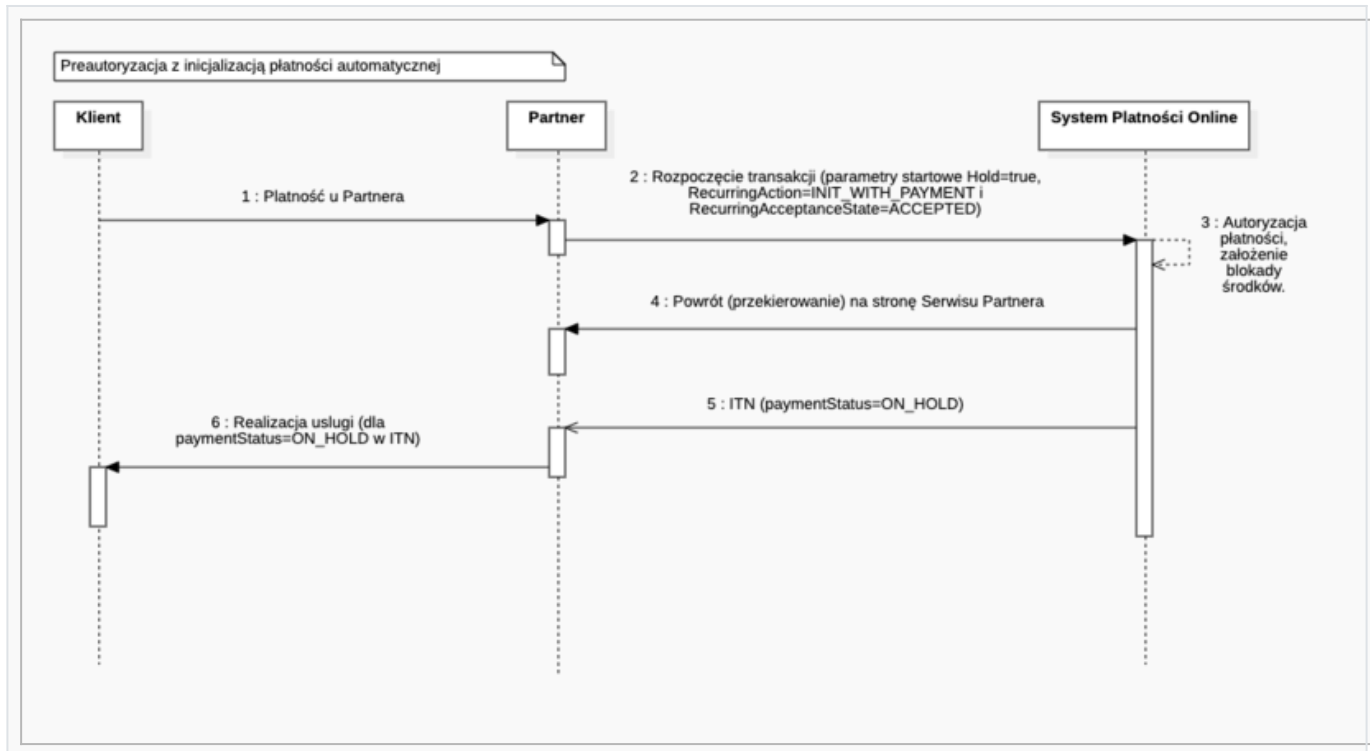 Preautoryzacja z inicjalizacją płatności automatycznej
Klient
Partner
System Płatności Online
1 : Płatność u Partnera
2 : Rozpoczęcie transakcji (parametry startowe Hold=true,
RecurringAction=INIT_WITH_PAYMENT i
RecurringAcceptanceState=ACCEPTED)
3 : Autoryzacja
płatności,
założenie
blokady
środków.
4 : Powrót (przekierowanie) na stronę Serwisu Partnera
5 : ITN (paymentStatus=ON_HOLD)
6 : Realizacja uslugi (dla
paymentStatus=ON_HOLD w ITN)